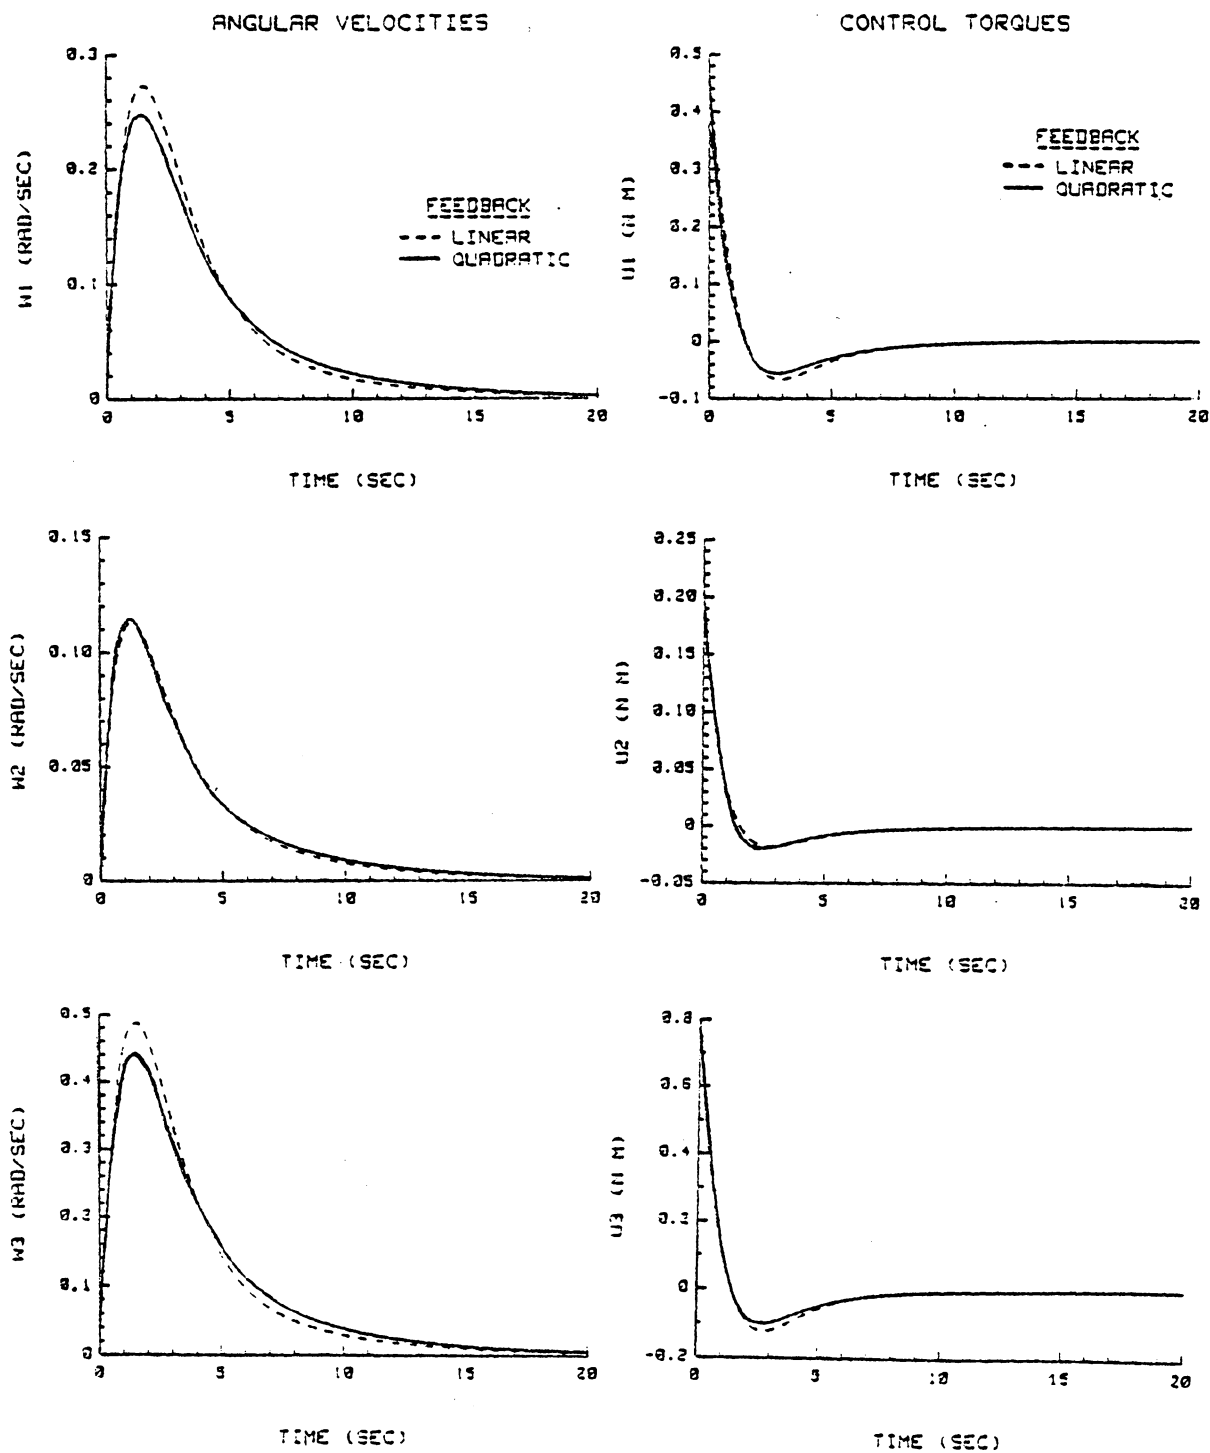 ANGULAR VELOCITIES
0.3
0.2
0.1
0
W1 (RAD/SEC)
FEEDBACK
LINEAR
QUADRATIC
0 5 10 15 20
TIME (SEC)
CONTROL TORQUES
0.5
0.4
0.3
0.2
0.1
0
-0.1
U1 (N M)
FEEDBACK
LINEAR
QUADRATIC
0 5 10 15 20
TIME (SEC)
0.15
0.10
0.05
0
W2 (RAD/SEC)
0 5 10 15 20
TIME (SEC)
0.25
0.20
0.15
0.10
0.05
0
-0.05
U2 (N M)
0 5 10 15 20
TIME (SEC)
0.5
0.4
0.3
0.2
0.1
0
W3 (RAD/SEC)
0 5 10 15 20
TIME (SEC)
0.8
0.6
0.4
0.2
0
-0.2
U3 (N M)
0 5 10 15 20
TIME (SEC)